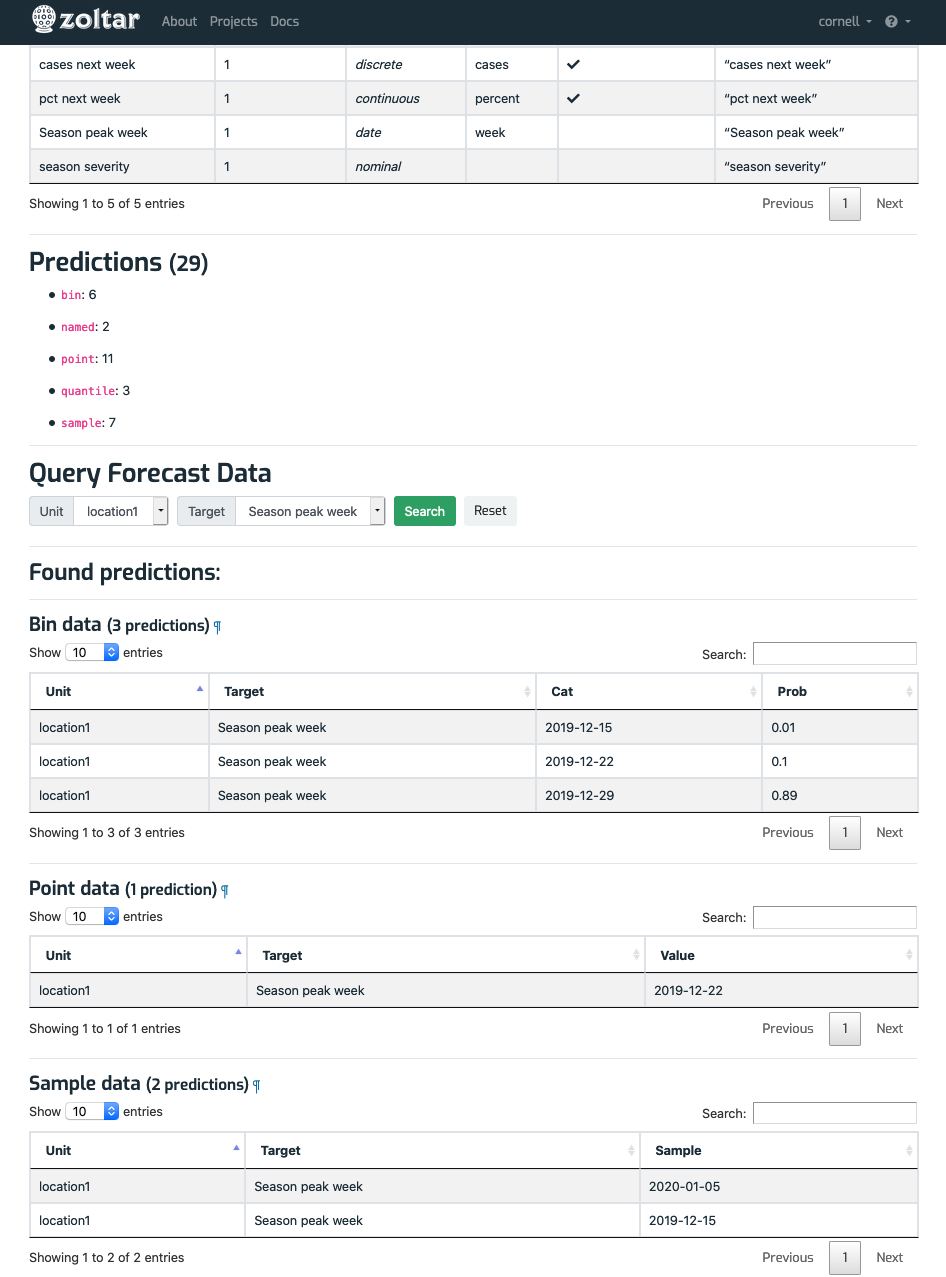 zoltar About Projects Docs cornell
cases next week 1 discrete cases ✓ “cases next week”
pct next week 1 continuous percent ✓ “pct next week”
Season peak week 1 date week “Season peak week”
season severity 1 nominal “season severity”
Showing 1 to 5 of 5 entries Previous 1 Next
Predictions (29)
• bin: 6
• named: 2
• point: 11
• quantile: 3
• sample: 7
Query Forecast Data
Unit location1 Target Season peak week Search Reset
Found predictions:
Bin data (3 predictions) ¶
Show 10 entries Search:
Unit Target Cat Prob
location1 Season peak week 2019-12-15 0.01
location1 Season peak week 2019-12-22 0.1
location1 Season peak week 2019-12-29 0.89
Showing 1 to 3 of 3 entries Previous 1 Next
Point data (1 prediction) ¶
Show 10 entries Search:
Unit Target Value
location1 Season peak week 2019-12-22
Showing 1 to 1 of 1 entries Previous 1 Next
Sample data (2 predictions) ¶
Show 10 entries Search:
Unit Target Sample
location1 Season peak week 2020-01-05
location1 Season peak week 2019-12-15
Showing 1 to 2 of 2 entries Previous 1 Next